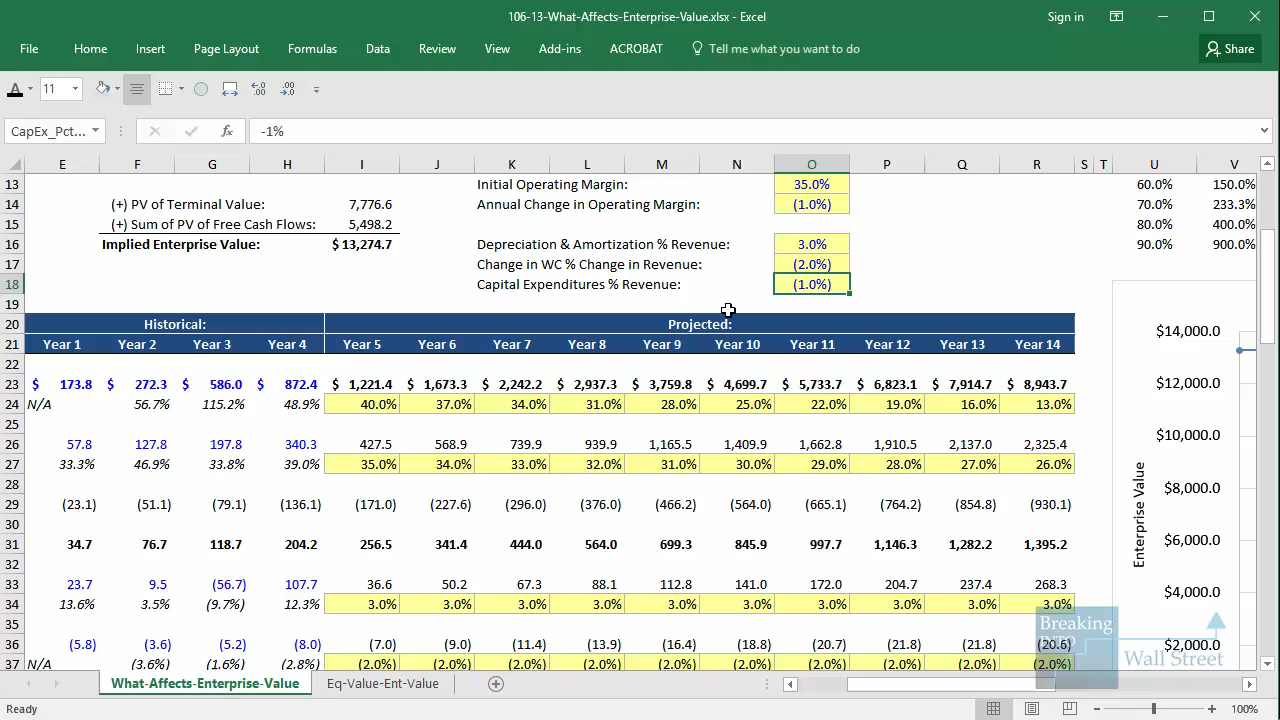 106-13-What-Affects-Enterprise-Value.xlsx - Excel
Sign in
File Home Insert Page Layout Formulas Data Review View Add-ins ACROBAT Tell me what you want to do Share
A 11
CapEx_Pct... fx -1%
E F G H I J K L M N O P Q R S T U V
13 Initial Operating Margin: 35.0% 60.0% 150.0%
14 (+) PV of Terminal Value: 7,776.6 Annual Change in Operating Margin: (1.0%) 70.0% 233.3%
15 (+) Sum of PV of Free Cash Flows: 5,498.2 80.0% 400.0%
16 Implied Enterprise Value: $ 13,274.7 Depreciation & Amortization % Revenue: 3.0% 90.0% 900.0%
17 Change in WC % Change in Revenue: (2.0%)
18 Capital Expenditures % Revenue: (1.0%)
19
20 Historical: Projected:
21 Year 1 Year 2 Year 3 Year 4 Year 5 Year 6 Year 7 Year 8 Year 9 Year 10 Year 11 Year 12 Year 13 Year 14
22
23 $ 173.8 $ 272.3 $ 586.0 $ 872.4 $ 1,221.4 $ 1,673.3 $ 2,242.2 $ 2,937.3 $ 3,759.8 $ 4,699.7 $ 5,733.7 $ 6,823.1 $ 7,914.7 $ 8,943.7
24 N/A 56.7% 115.2% 48.9% 40.0% 37.0% 34.0% 31.0% 28.0% 25.0% 22.0% 19.0% 16.0% 13.0%
25
26 57.8 127.8 197.8 340.3 427.5 568.9 739.9 939.9 1,165.5 1,409.9 1,662.8 1,910.5 2,137.0 2,325.4
27 33.3% 46.9% 33.8% 39.0% 35.0% 34.0% 33.0% 32.0% 31.0% 30.0% 29.0% 28.0% 27.0% 26.0%
28
29 (23.1) (51.1) (79.1) (136.1) (171.0) (227.6) (296.0) (376.0) (466.2) (564.0) (665.1) (764.2) (854.8) (930.1)
30
31 34.7 76.7 118.7 204.2 256.5 341.4 444.0 564.0 699.3 845.9 997.7 1,146.3 1,282.2 1,395.2
32
33 23.7 9.5 (56.7) 107.7 36.6 50.2 67.3 88.1 112.8 141.0 172.0 204.7 237.4 268.3
34 13.6% 3.5% (9.7%) 12.3% 3.0% 3.0% 3.0% 3.0% 3.0% 3.0% 3.0% 3.0% 3.0% 3.0%
35
36 (5.8) (3.6) (5.2) (8.0) (7.0) (9.0) (11.4) (13.9) (16.4) (18.8) (20.7) (21.8) (21.8) (20.6)
37 N/A (3.6%) (1.6%) (2.8%) (2.0%) (2.0%) (2.0%) (2.0%) (2.0%) (2.0%) (2.0%) (2.0%) (2.0%) (2.0%)
Enterprise Value
$14,000.0
$12,000.0
$10,000.0
$8,000.0
$6,000.0
$4,000.0
$2,000.0
Breaking
INTO
Wall Street
What-Affects-Enterprise-Value Eq-Value-Ent-Value
Ready 100%